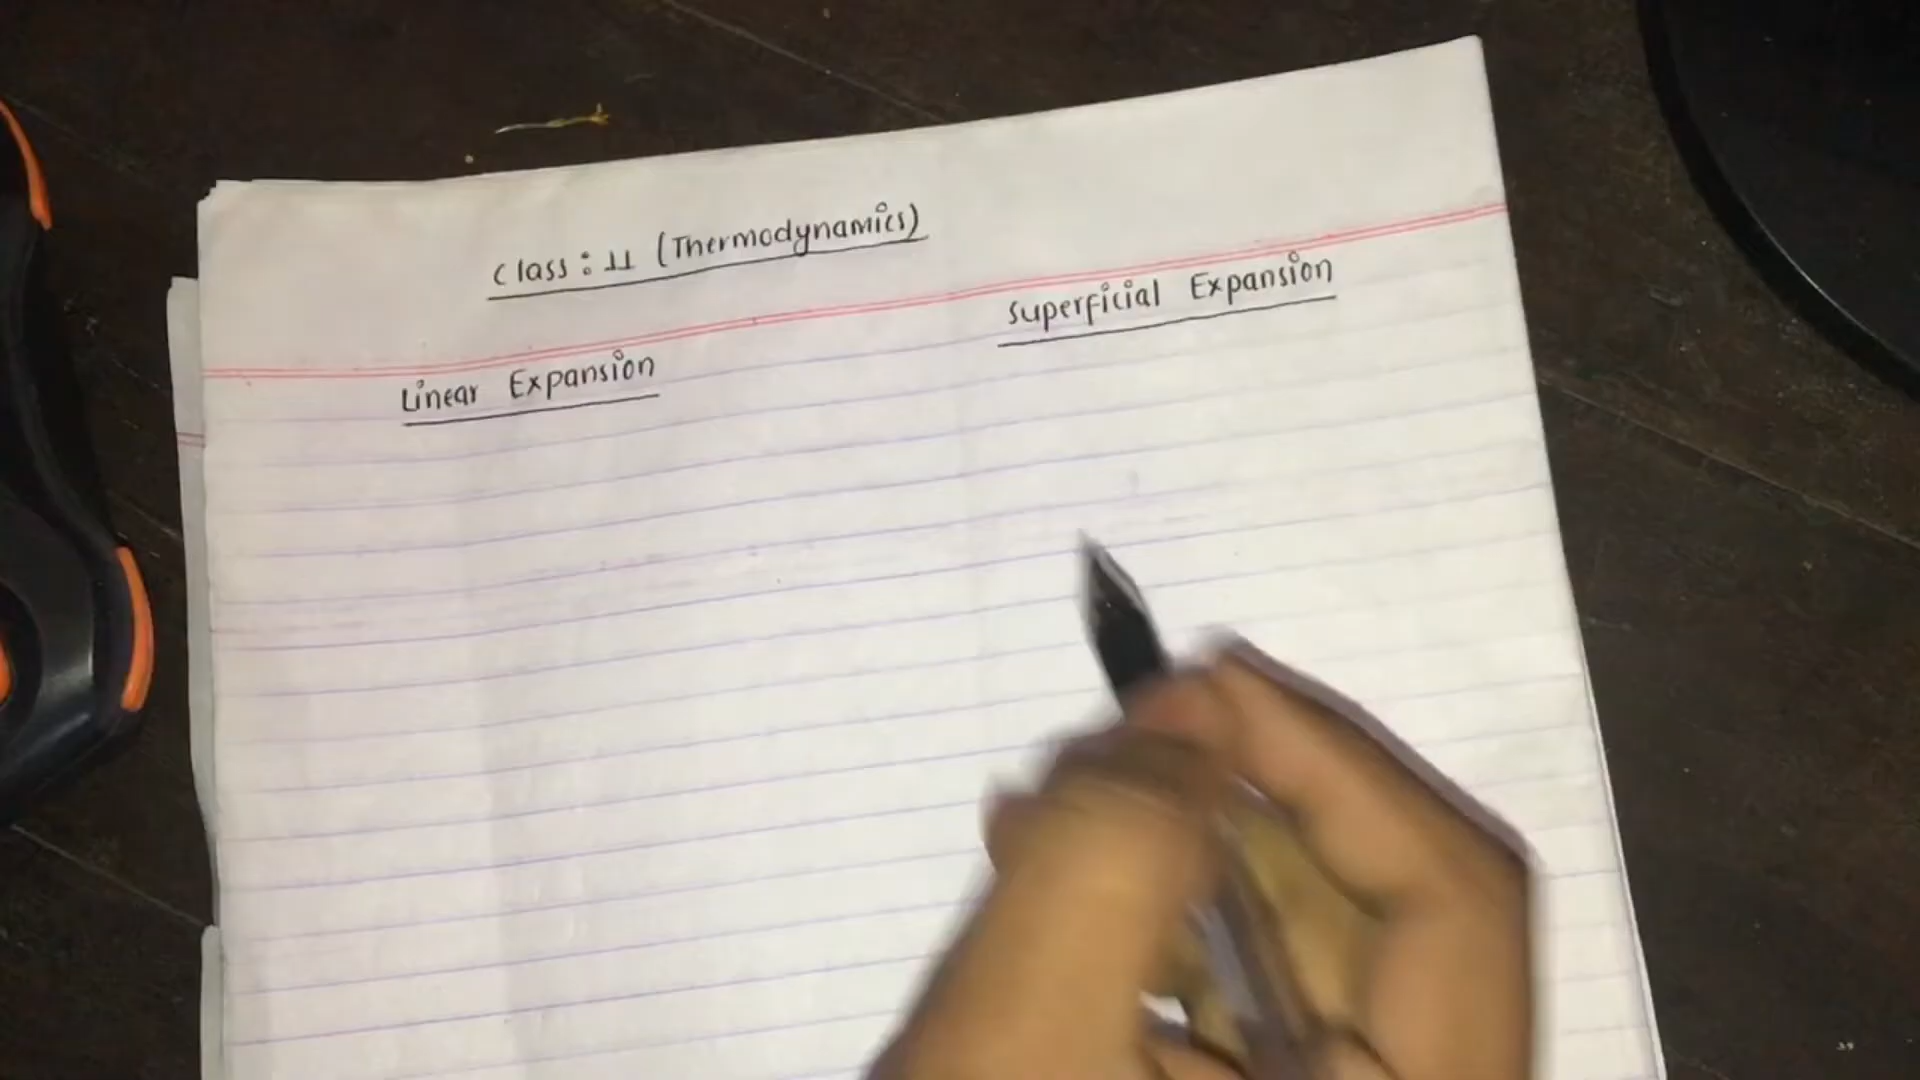 Class: 11 (Thermodynamics)
Linear Expansion
Superficial Expansion